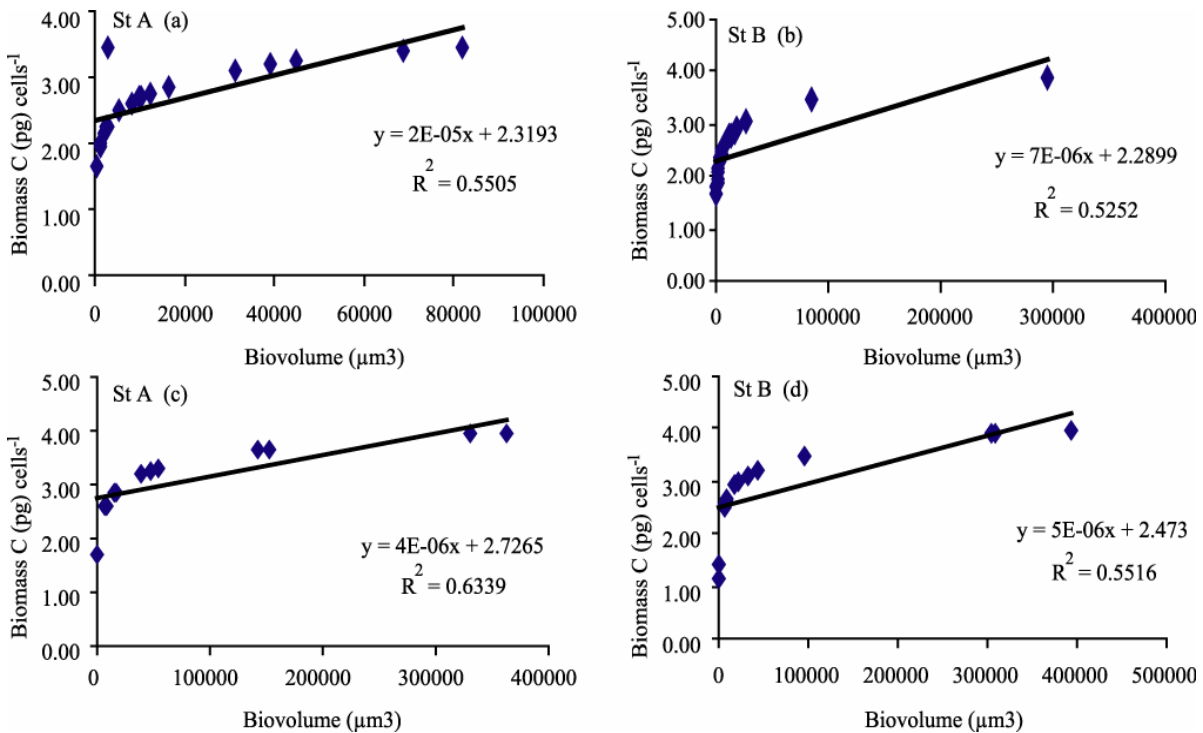 St A (a)
4.00
3.00
2.00
1.00
0.00
Biomass C (pg) cells-1
y = 2E-05x + 2.3193
R2 = 0.5505
0 20000 40000 60000 80000 100000
Biovolume (µm3)
St B (b)
5.00
4.00
3.00
2.00
1.00
0.00
Biomass C (pg) cells-1
y = 7E-06x + 2.2899
R2 = 0.5252
0 100000 200000 300000 400000
Biovolume (µm3)
St A (c)
5.00
4.00
3.00
2.00
1.00
0.00
Biomass C (pg) cells-1
y = 4E-06x + 2.7265
R2 = 0.6339
0 100000 200000 300000 400000
Biovolume (µm3)
St B (d)
5.00
4.00
3.00
2.00
1.00
0.00
Biomass C (pg) cells-1
y = 5E-06x + 2.473
R2 = 0.5516
0 100000 200000 300000 400000 500000
Biovolume (µm3)